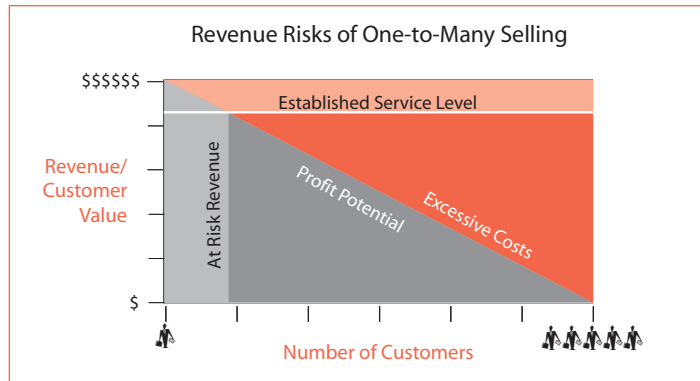 Revenue Risks of One-to-Many Selling
$$$$$$
Established Service Level
Revenue/
Customer
Value
At Risk Revenue
Profit Potential
Excessive Costs
$
Number of Customers